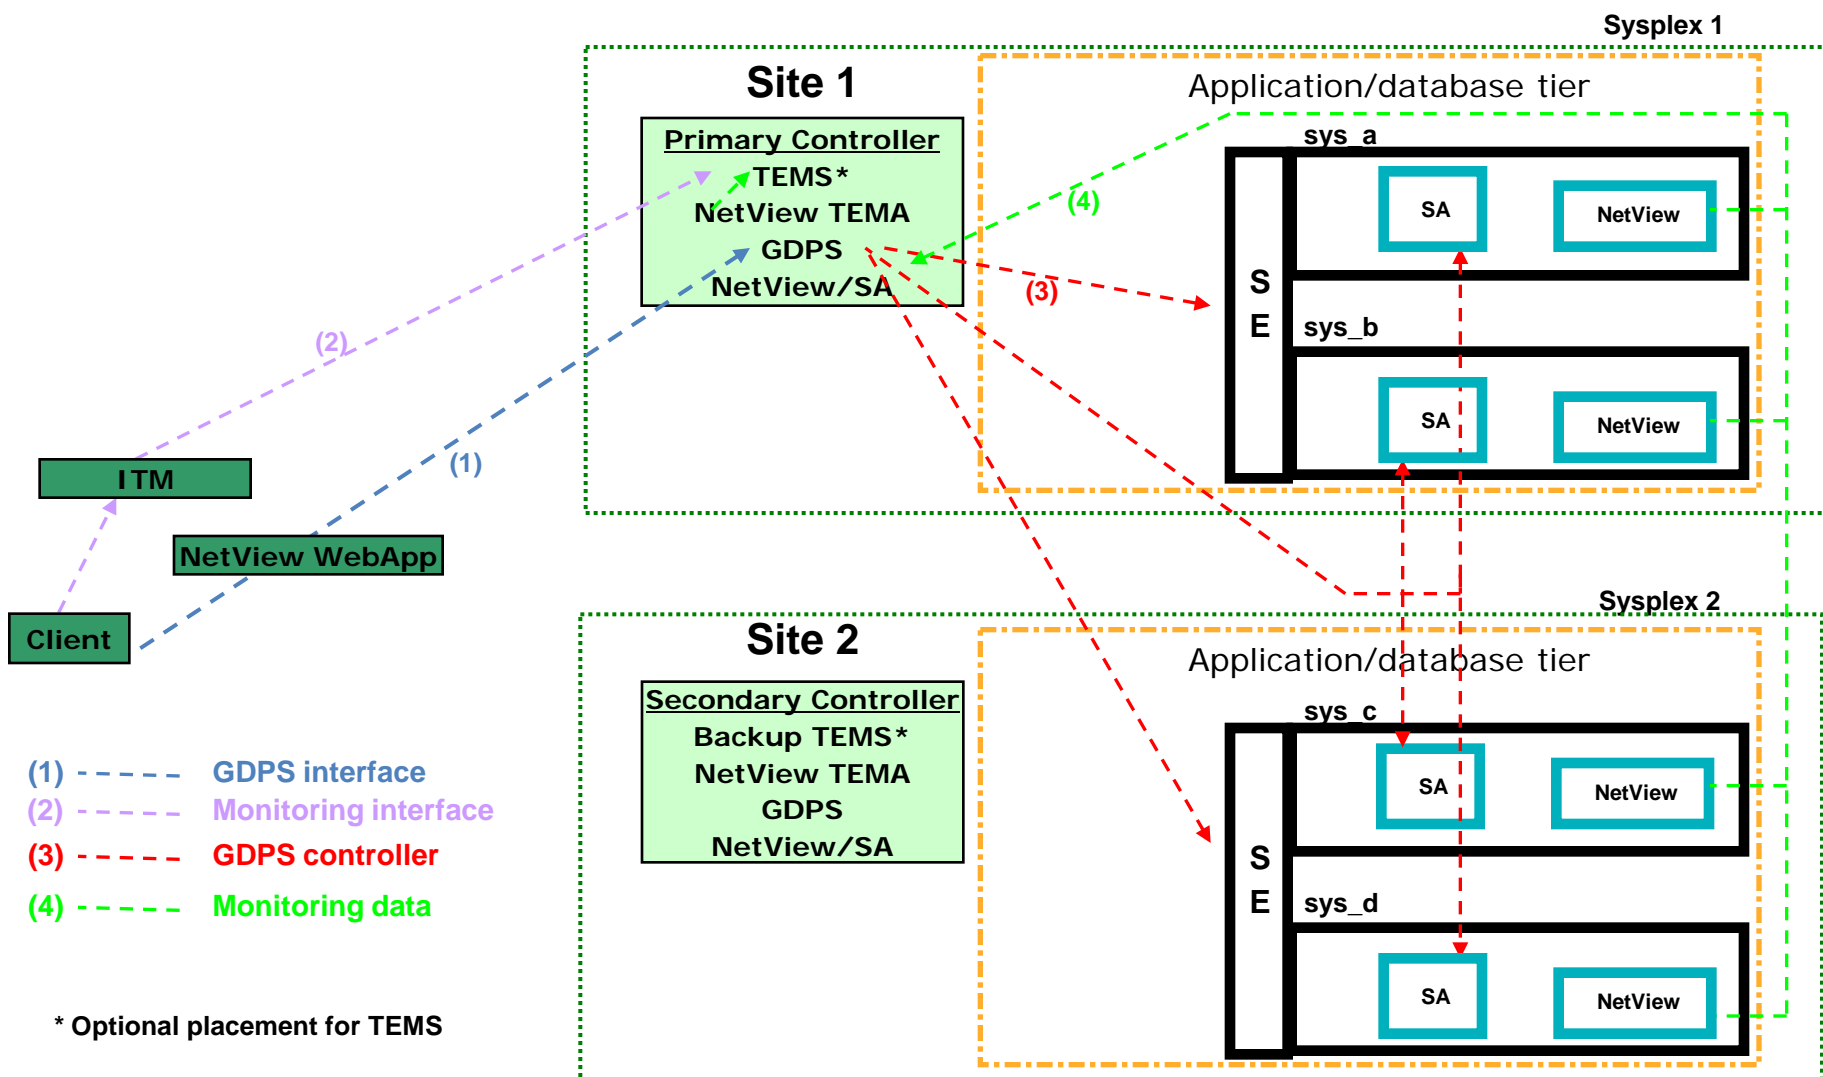 Sysplex 1
Site 1
Application/database tier
Primary Controller
TEMS*
NetView TEMA
GDPS
NetView/SA
sys_a
SA
NetView
(4)
(3)
S
E
sys_b
SA
NetView
(2)
(1)
ITM
NetView WebApp
Client
Sysplex 2
Site 2
Application/database tier
Secondary Controller
Backup TEMS*
NetView TEMA
GDPS
NetView/SA
sys_c
SA
NetView
S
E
sys_d
SA
NetView
(1) GDPS interface
(2) Monitoring interface
(3) GDPS controller
(4) Monitoring data
* Optional placement for TEMS